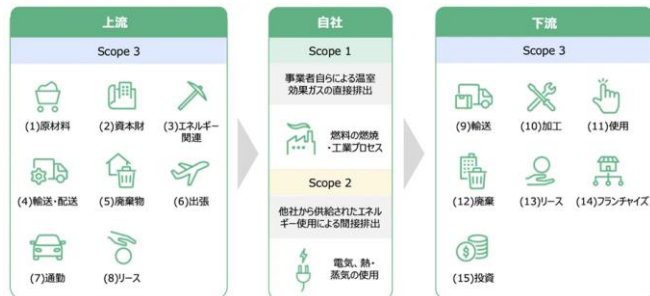 上流
Scope 3
(1)原材料
(2)資本財
(3)エネルギー
関連
(4)輸送・配送
(5)廃棄物
(6)出張
(7)通勤
(8)リース
自社
Scope 1
事業者自らによる温室
効果ガスの直接排出
燃料の燃焼
・工業プロセス
Scope 2
他社から供給されたエネル
ギー使用による間接排出
電気、熱・
蒸気の使用
下流
Scope 3
(9)輸送
(10)加工
(11)使用
(12)廃棄
(13)リース
(14)フランチャイズ
(15)投資